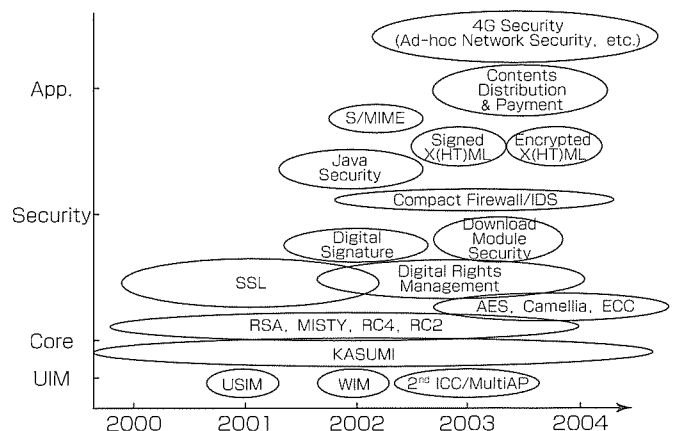 4G Security
(Ad-hoc Network Security, etc.)
App.
Contents
Distribution
& Payment
S/MIME
Signed
X(HT)ML
Encrypted
X(HT)ML
Java
Security
Compact Firewall/IDS
Security
Digital
Signature
Download
Module
Security
SSL
Digital Rights
Management
AES, Camellia, ECC
RSA, MISTY, RC4, RC2
Core
KASUMI
UIM
USIM
WIM
2nd ICC/MultiAP
2000
2001
2002
2003
2004